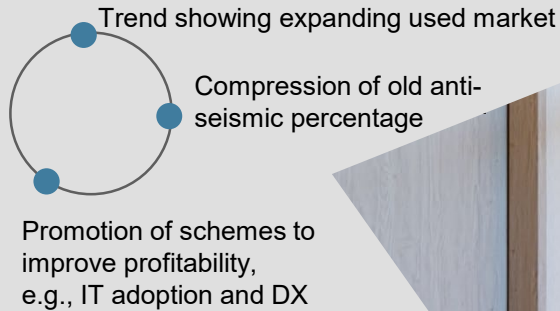 Trend showing expanding used market
Compression of old anti-
seismic percentage
Promotion of schemes to
improve profitability,
e.g., IT adoption and DX